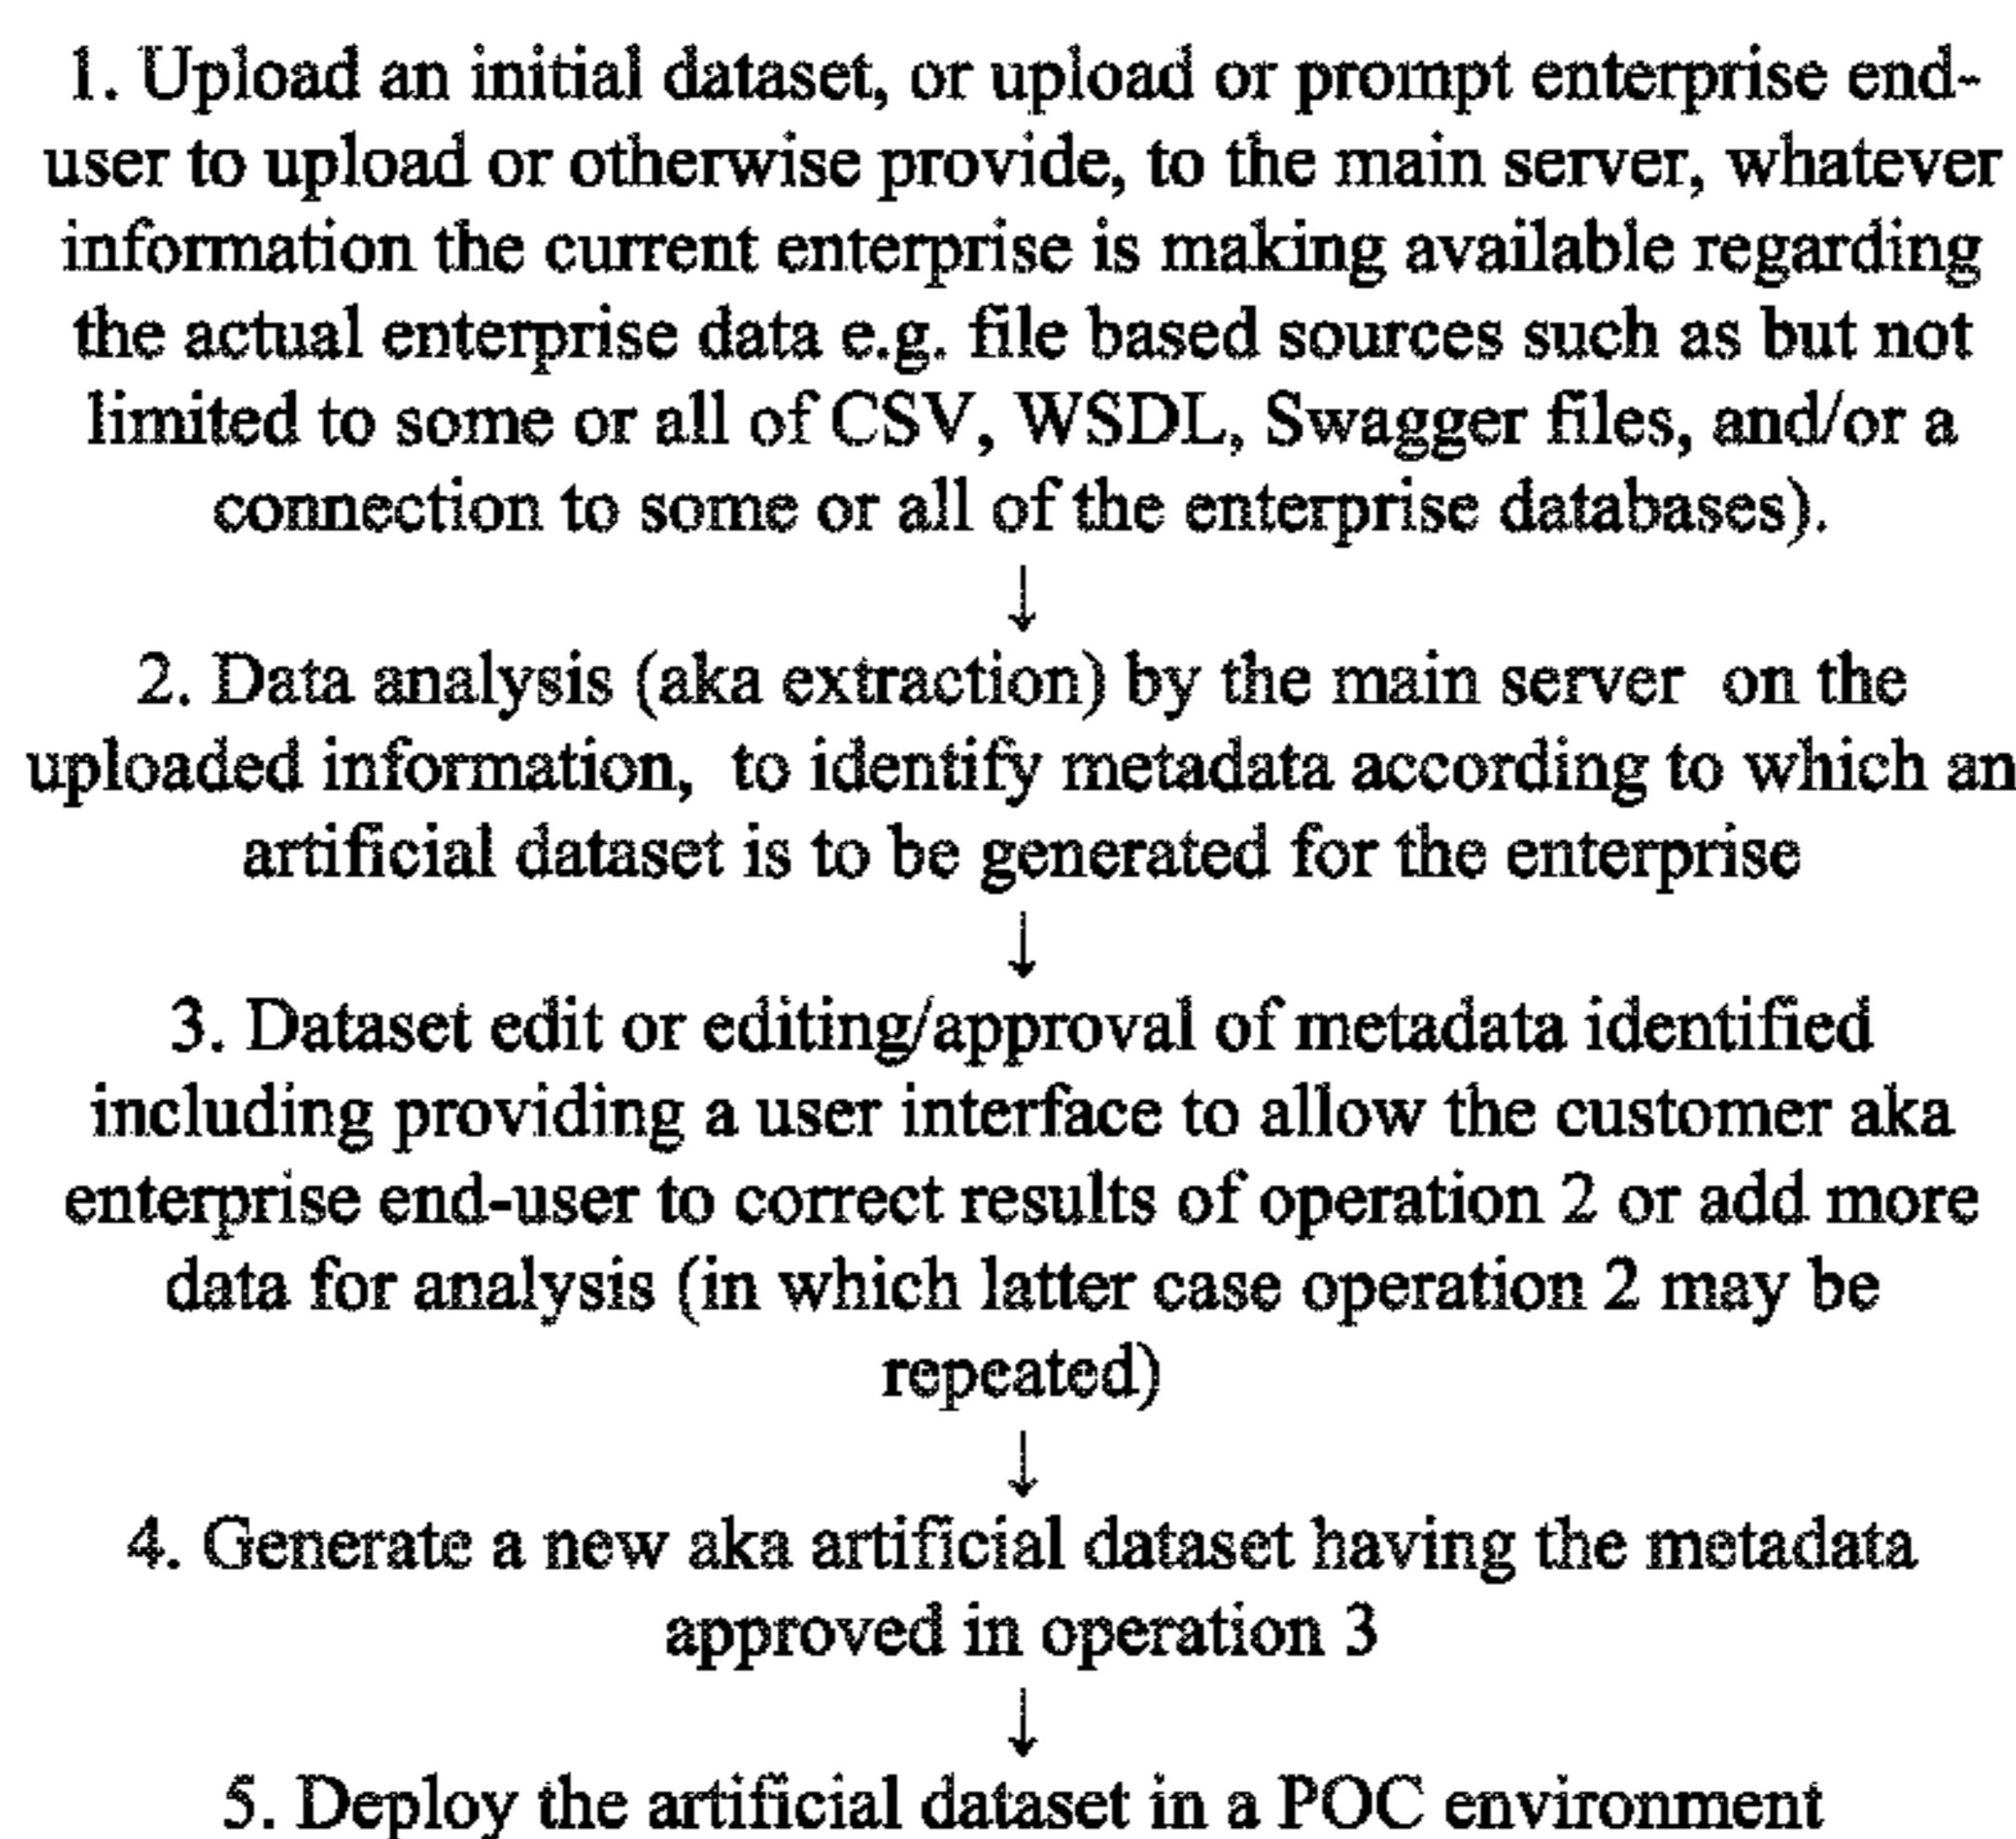 1. Upload an initial dataset, or upload or prompt enterprise end-
user to upload or otherwise provide, to the main server, whatever
information the current enterprise is making available regarding
the actual enterprise data e.g. file based sources such as but not
limited to some or all of CSV, WSDL, Swagger files, and/or a
connection to some or all of the enterprise databases).
↓
2. Data analysis (aka extraction) by the main server on the
uploaded information, to identify metadata according to which an
artificial dataset is to be generated for the enterprise
↓
3. Dataset edit or editing/approval of metadata identified
including providing a user interface to allow the customer aka
enterprise end-user to correct results of operation 2 or add more
data for analysis (in which latter case operation 2 may be
repeated)
↓
4. Generate a new aka artificial dataset having the metadata
approved in operation 3
↓
5. Deploy the artificial dataset in a POC environment